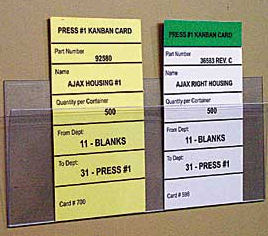 PRESS #1 KANBAN CARD
Part Number
92580
Name
AJAX HOUSING #1
Quantity per Container
500
From Dept:
11 - BLANKS
To Dept:
31 - PRESS #1
Card # 700
PRESS #1 KANBAN CARD
Part Number
36583 REV. C
Name
AJAX RIGHT HOUSING
Quantity per Container
500
From Dept:
11 - BLANKS
To Dept:
31 - PRESS #1
Card #